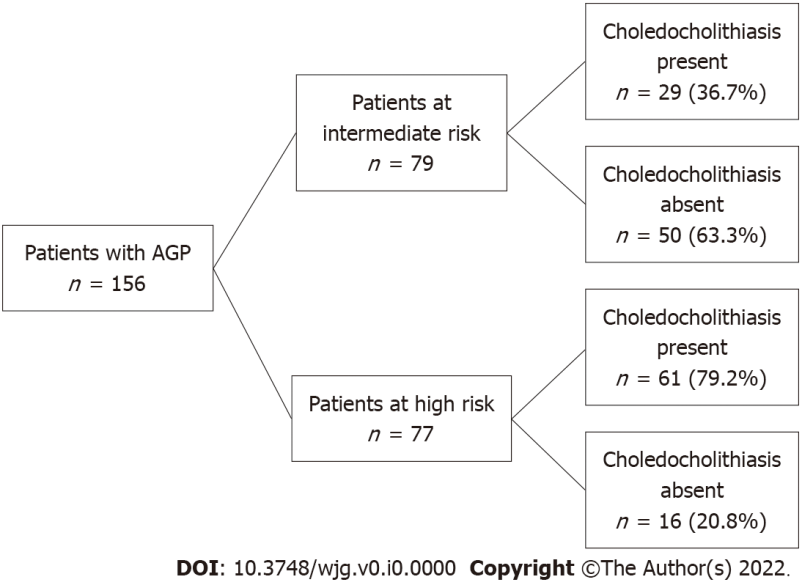 Patients with AGP
n = 156
Patients at
intermediate risk
n = 79
Patients at high risk
n = 77
Choledocholithiasis
present
n = 29 (36.7%)
Choledocholithiasis
absent
n = 50 (63.3%)
Choledocholithiasis
present
n = 61 (79.2%)
Choledocholithiasis
absent
n = 16 (20.8%)
DOI: 10.3748/wjg.v0.i0.0000 Copyright ©The Author(s) 2022.